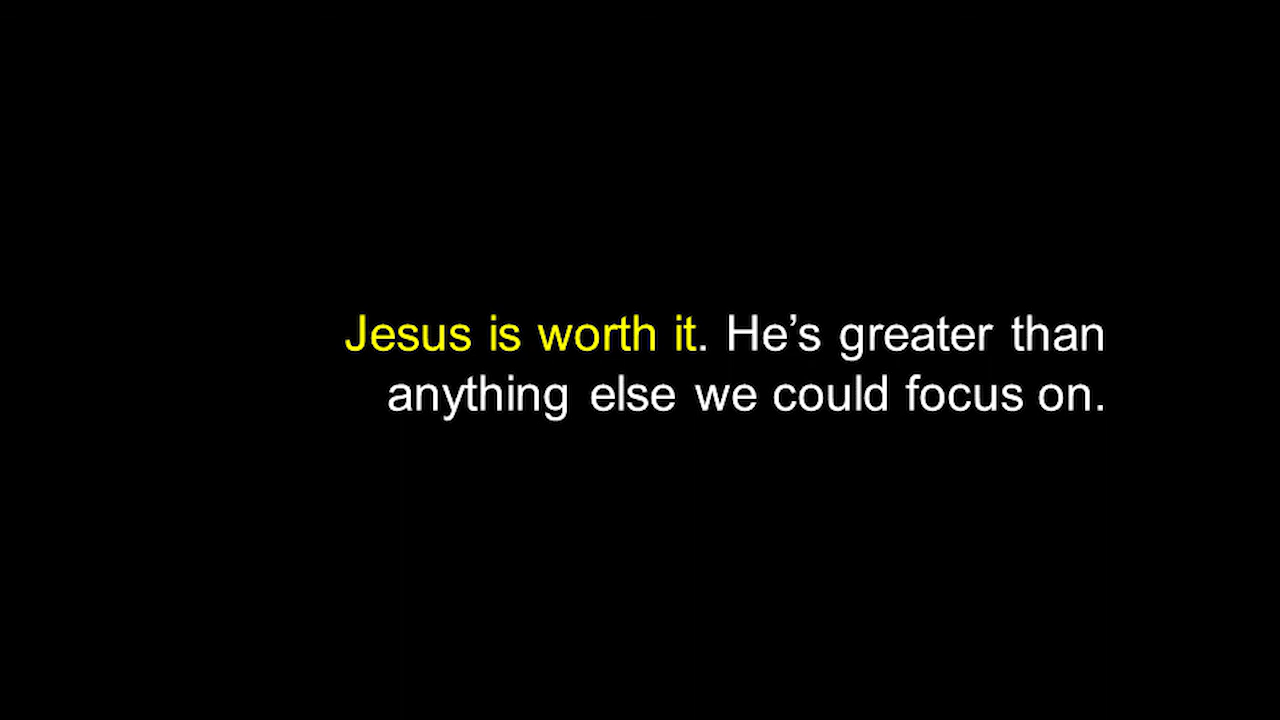 Jesus is worth it. He’s greater than
anything else we could focus on.